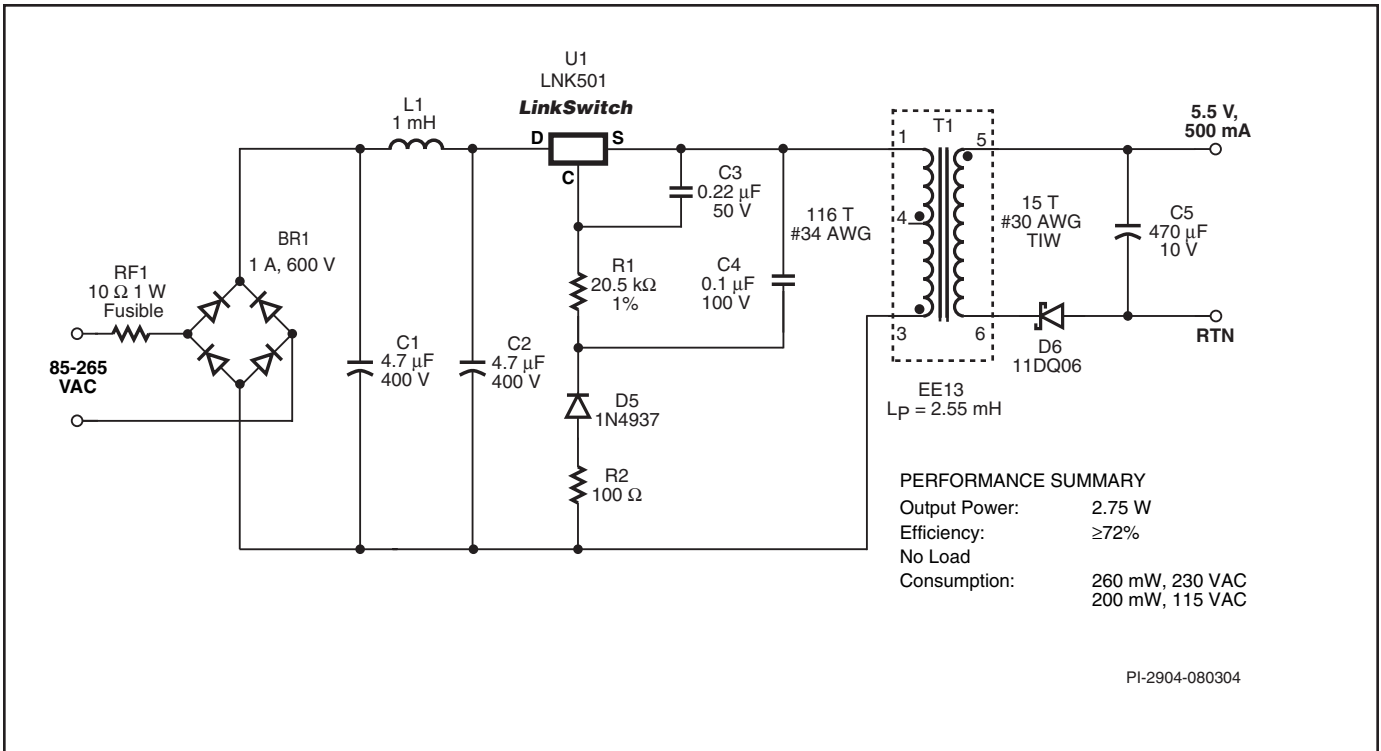 U1
LNK501
LinkSwitch
L1
1 mH
D
S
C
C3
0.22 µF
50 V
116 T
#34 AWG
C4
0.1 µF
100 V
R1
20.5 kΩ
1%
D5
1N4937
R2
100 Ω
BR1
1 A, 600 V
RF1
10 Ω 1 W
Fusible
85-265
VAC
C1
4.7 µF
400 V
C2
4.7 µF
400 V
T1
1
4
3
5
6
15 T
#30 AWG
TIW
EE13
LP = 2.55 mH
5.5 V,
500 mA
C5
470 µF
10 V
D6
11DQ06
RTN
PERFORMANCE SUMMARY
Output Power: 2.75 W
Efficiency: ≥72%
No Load
Consumption: 260 mW, 230 VAC
200 mW, 115 VAC
PI-2904-080304